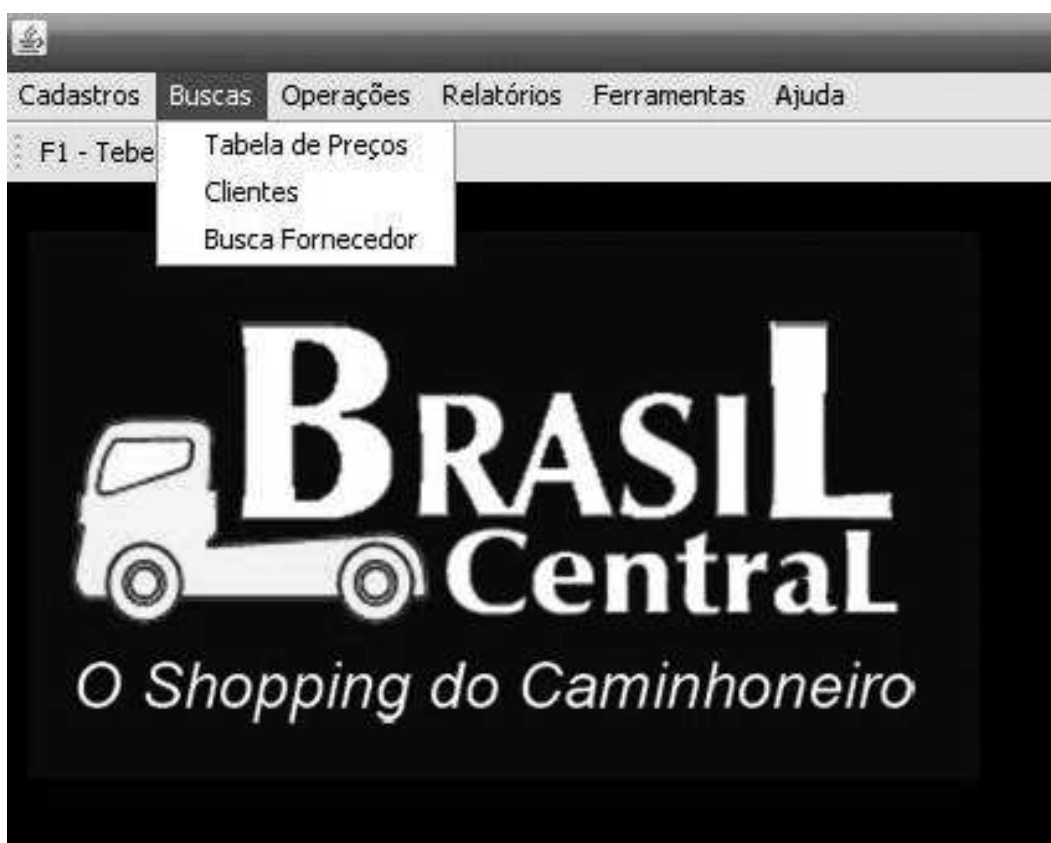 Cadastros Buscas Operações Relatórios Ferramentas Ajuda
F1 - Tebe
Tabela de Preços
Clientes
Busca Fornecedor
BRASIL
CentraL
O Shopping do Caminhoneiro